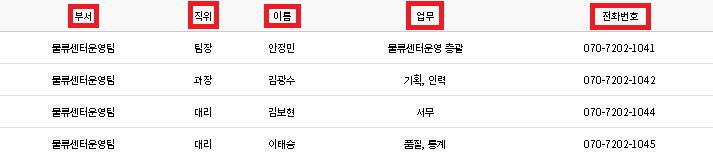 부서 직위 이름 업무 전화번호
물류센터운영팀 팀장 안정민 물류센터운영 총괄 070-7202-1041
물류센터운영팀 과장 김광수 기획, 인력 070-7202-1042
물류센터운영팀 대리 김보현 서무 070-7202-1044
물류센터운영팀 대리 이태승 품질, 통계 070-7202-1045